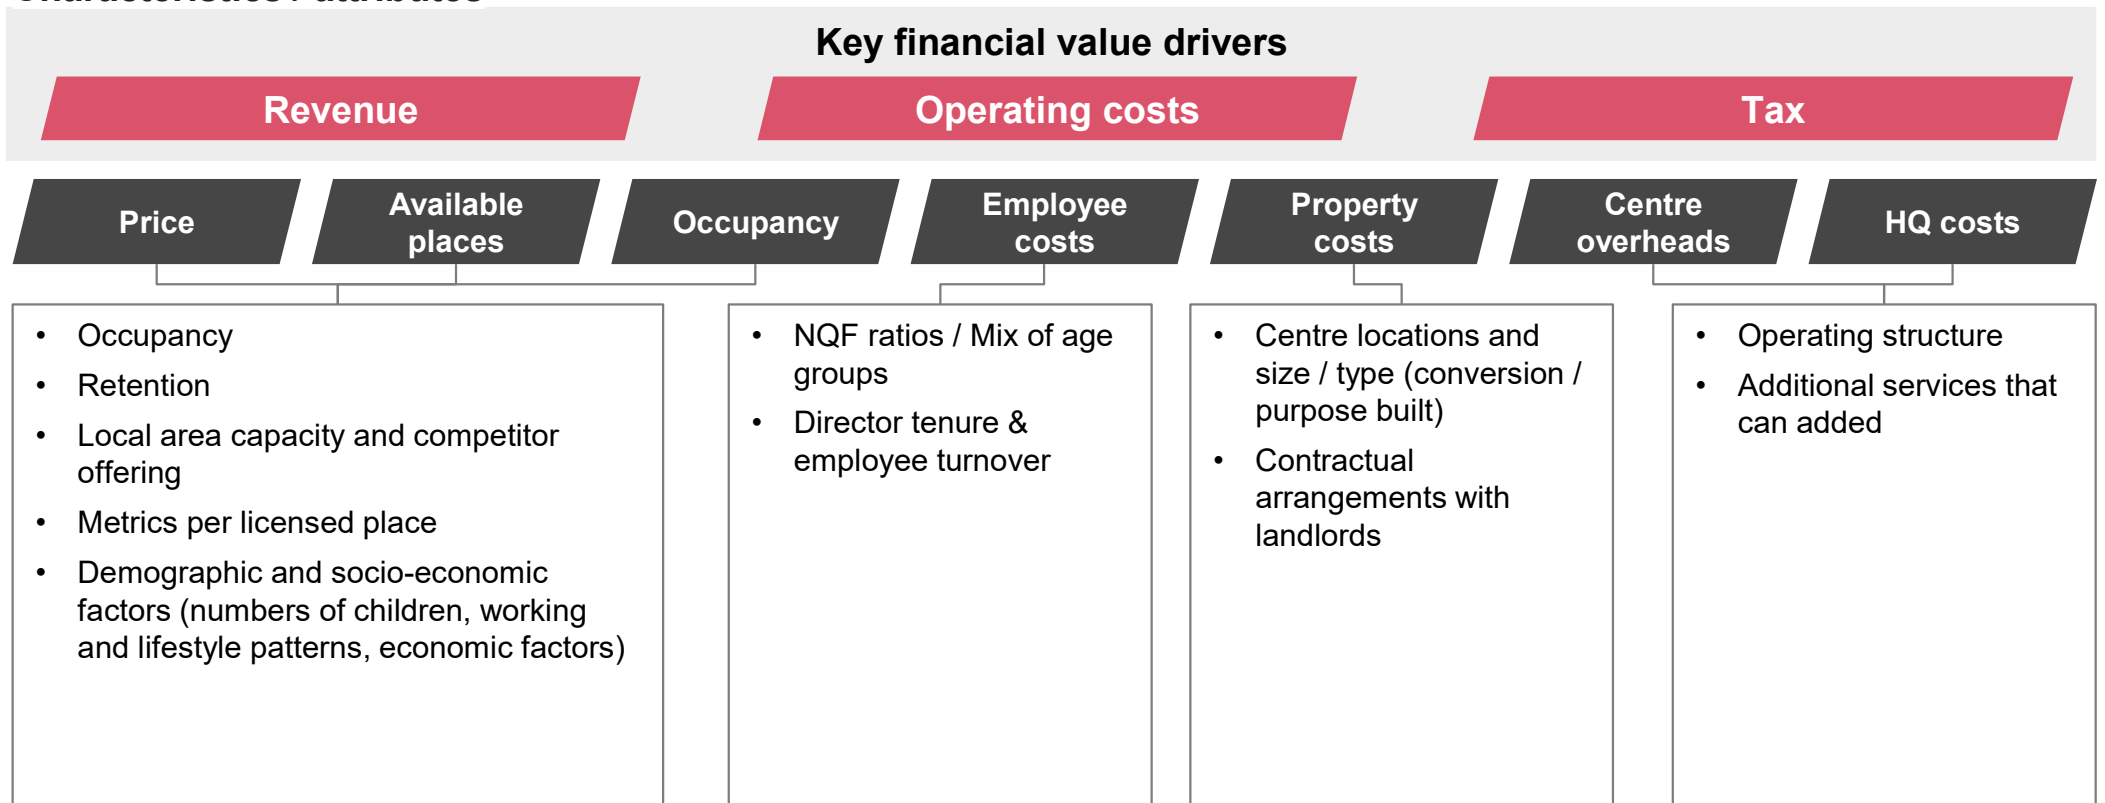 Key financial value drivers
Revenue
Operating costs
Tax
Price
Available
places
Occupancy
Employee
costs
Property
costs
Centre
overheads
HQ costs
• Occupancy
• Retention
• Local area capacity and competitor
offering
• Metrics per licensed place
• Demographic and socio-economic
factors (numbers of children, working
and lifestyle patterns, economic factors)
• NQF ratios / Mix of age
groups
• Director tenure &
employee turnover
• Centre locations and
size / type (conversion /
purpose built)
• Contractual
arrangements with
landlords
• Operating structure
• Additional services that
can added